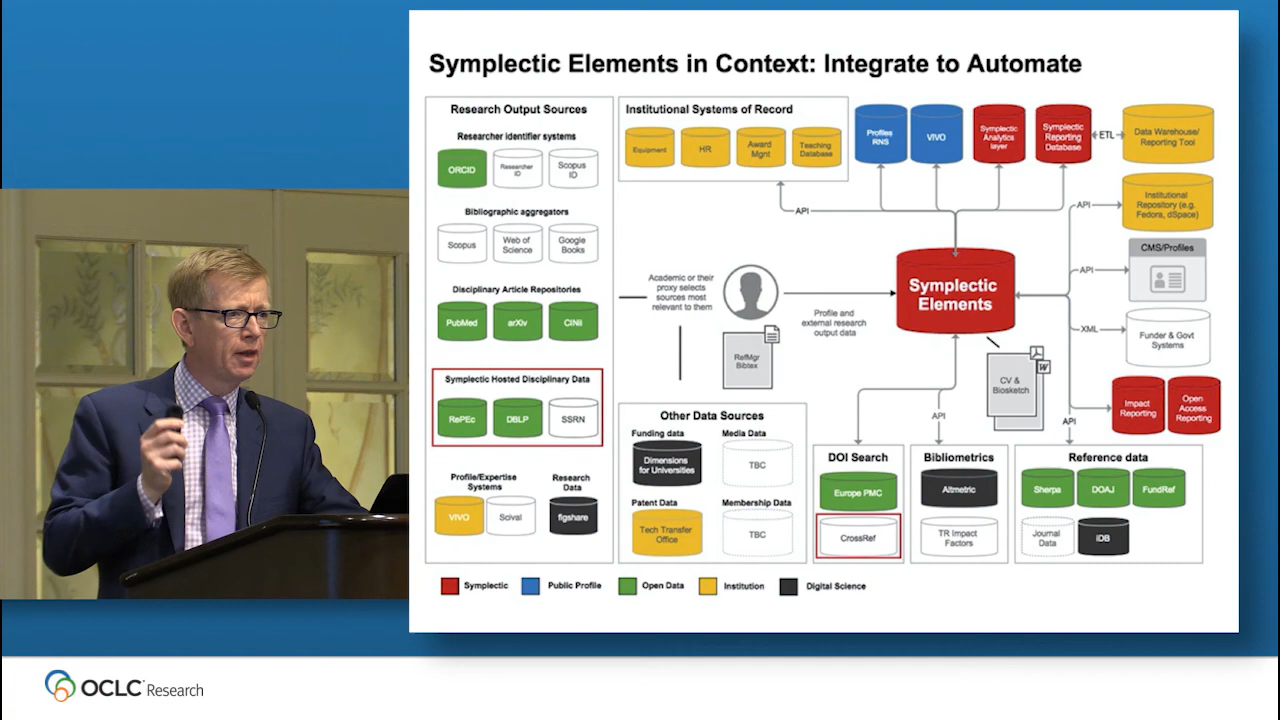 Symplectic Elements in Context: Integrate to Automate
Research Output Sources
Researcher identifier systems
ORCID
Researcher
ID
Scopus
ID
Bibliographic aggregators
Scopus
Web of
Science
Google
Books
Disciplinary Article Repositories
PubMed
arXiv
CiNii
Symplectic Hosted Disciplinary Data
RePEc
DBLP
SSRN
Profile/Expertise
Systems
VIVO
Scival
Research
Data
figshare
Institutional Systems of Record
Equipment
HR
Award
Mgmt
Teaching
Database
API
Profiles
RNS
VIVO
Symplectic
Analytics
layer
Symplectic
Reporting
Database
ETL
Data Warehouse/
Reporting Tool
Academic or their
proxy selects
sources most
relevant to them
RefMgr
Bibtex
Profile and
external research
output data
Symplectic
Elements
API
Institutional
Repository (e.g.
Fedora, dSpace)
API
CMS/Profiles
XML
Funder & Govt
Systems
CV &
Biosketch
W
Impact
Reporting
Open
Access
Reporting
API
API
Other Data Sources
Funding data
Dimensions
for Universities
Media Data
TBC
Patent Data
Tech Transfer
Office
Membership Data
TBC
DOI Search
Europe PMC
CrossRef
Bibliometrics
Altmetric
TR Impact
Factors
Reference data
Sherpa
DOAJ
FundRef
Journal
Data
IDB
Symplectic
Public Profile
Open Data
Institution
Digital Science
OCLC Research